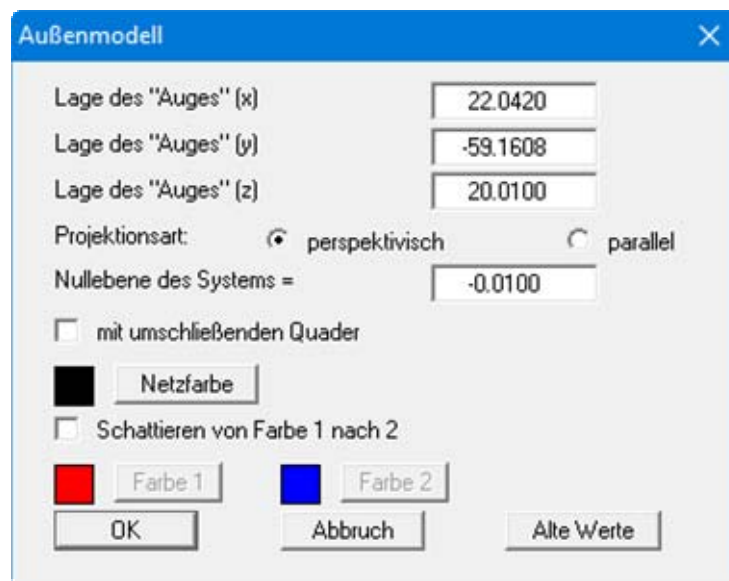 Außenmodell
Lage des "Auges" (x) 22.0420
Lage des "Auges" (y) -59.1608
Lage des "Auges" (z) 20.0100
Projektionsart: perspektivisch parallel
Nullebene des Systems = -0.0100
mit umschließenden Quader
Netzfarbe
Schattieren von Farbe 1 nach 2
Farbe 1 Farbe 2
OK Abbruch Alte Werte